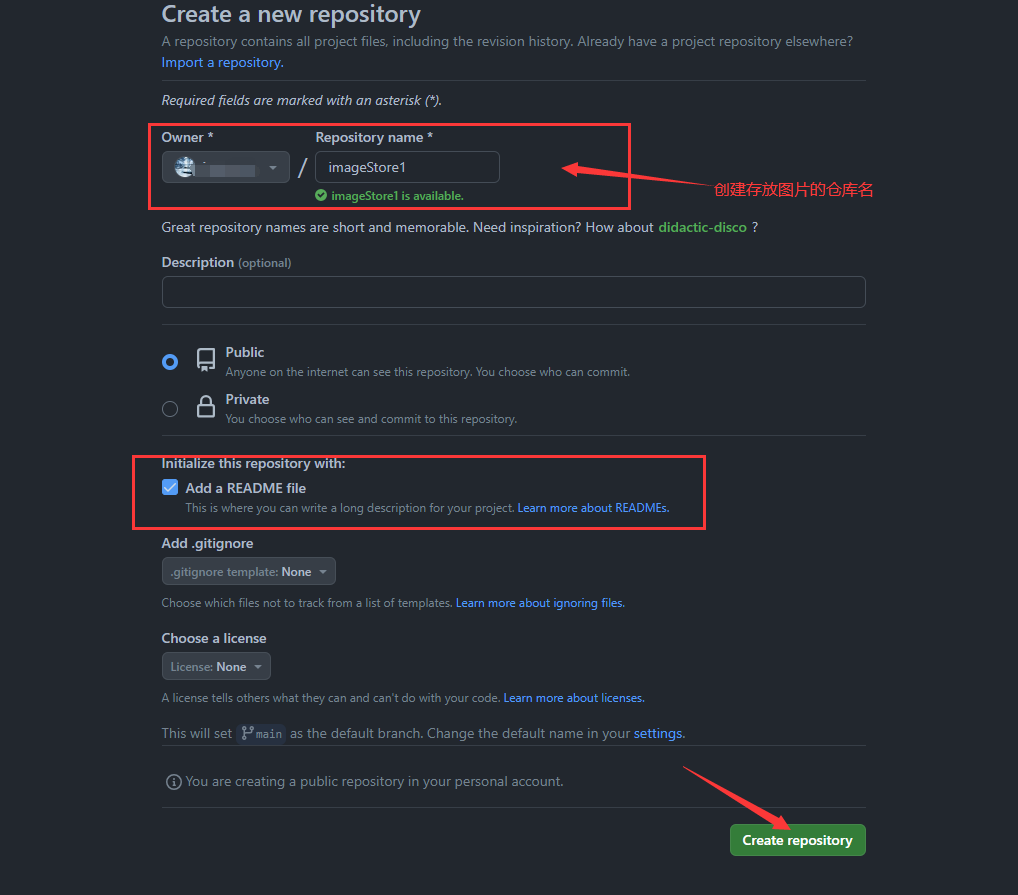 Create a new repository
A repository contains all project files, including the revision history. Already have a project repository elsewhere?
Import a repository.
Required fields are marked with an asterisk (*).
Owner *
Repository name *
/
imageStore1
imageStore1 is available.
创建存放图片的仓库名
Great repository names are short and memorable. Need inspiration? How about didactic-disco ?
Description (optional)
Public
Anyone on the internet can see this repository. You choose who can commit.
Private
You choose who can see and commit to this repository.
Initialize this repository with:
Add a README file
This is where you can write a long description for your project. Learn more about READMEs.
Add .gitignore
.gitignore template: None
Choose which files not to track from a list of templates. Learn more about ignoring files.
Choose a license
License: None
A license tells others what they can and can't do with your code. Learn more about licenses.
This will set main as the default branch. Change the default name in your settings.
You are creating a public repository in your personal account.
Create repository